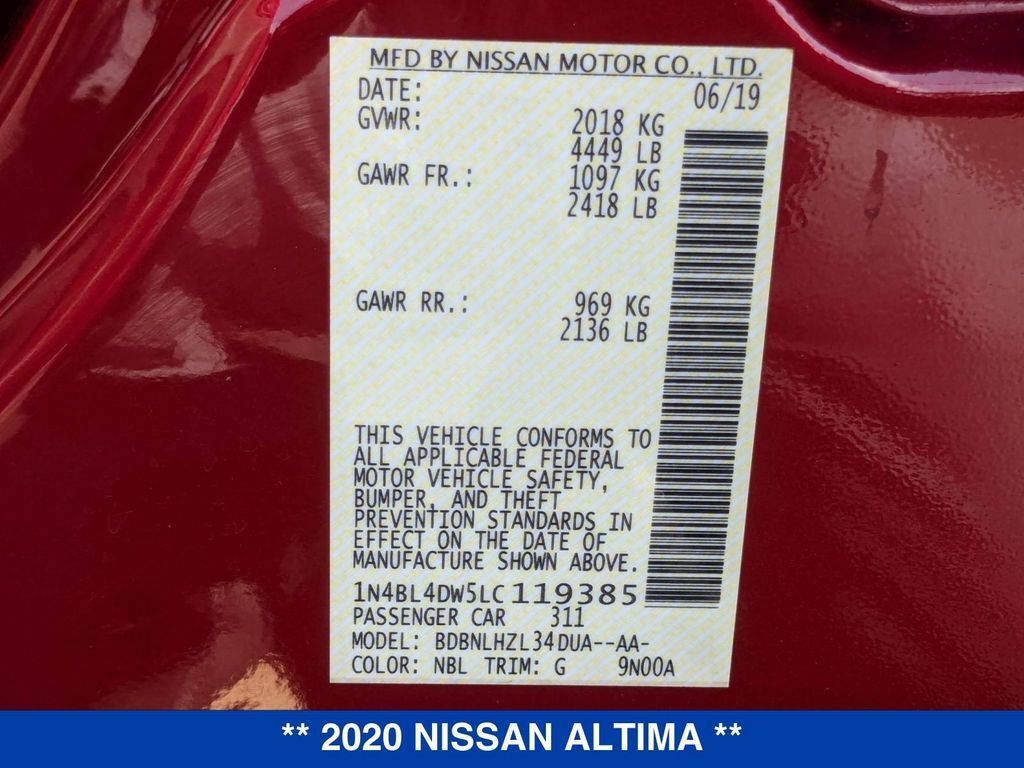 MFD BY NISSAN MOTOR CO., LTD.
DATE: 06/19
GVWR: 2018 KG
4449 LB
GAWR FR.: 1097 KG
2418 LB
GAWR RR.: 969 KG
2136 LB
THIS VEHICLE CONFORMS TO
ALL APPLICABLE FEDERAL
MOTOR VEHICLE SAFETY,
BUMPER, AND THEFT
PREVENTION STANDARDS IN
EFFECT ON THE DATE OF
MANUFACTURE SHOWN ABOVE.
1N4BL4DW5LC119385
PASSENGER CAR 311
MODEL: BDBNLHZL34DUA--AA-
COLOR: NBL TRIM: G 9N00A
** 2020 NISSAN ALTIMA **